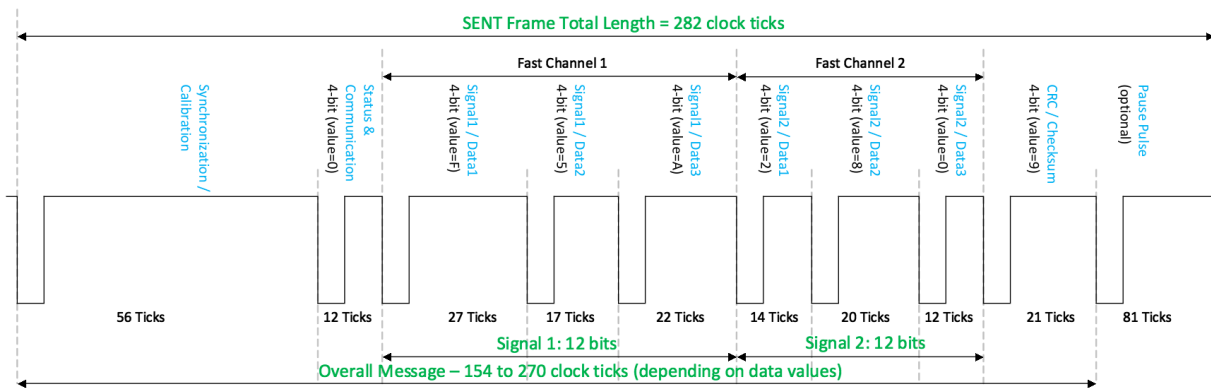 SENT Frame Total Length = 282 clock ticks
Fast Channel 1
Fast Channel 2
Synchronization /
Calibration
Status &
Communication
4-bit (value=0)
Signal1 / Data1
4-bit (value=F)
Signal1 / Data2
4-bit (value=5)
Signal1 / Data3
4-bit (value=A)
Signal2 / Data1
4-bit (value=2)
Signal2 / Data2
4-bit (value=8)
Signal2 / Data3
4-bit (value=0)
CRC / Checksum
4-bit (value=9)
Pause Pulse
(optional)
56 Ticks
12 Ticks
27 Ticks
17 Ticks
22 Ticks
14 Ticks
20 Ticks
12 Ticks
21 Ticks
81 Ticks
Signal 1: 12 bits
Signal 2: 12 bits
Overall Message – 154 to 270 clock ticks (depending on data values)